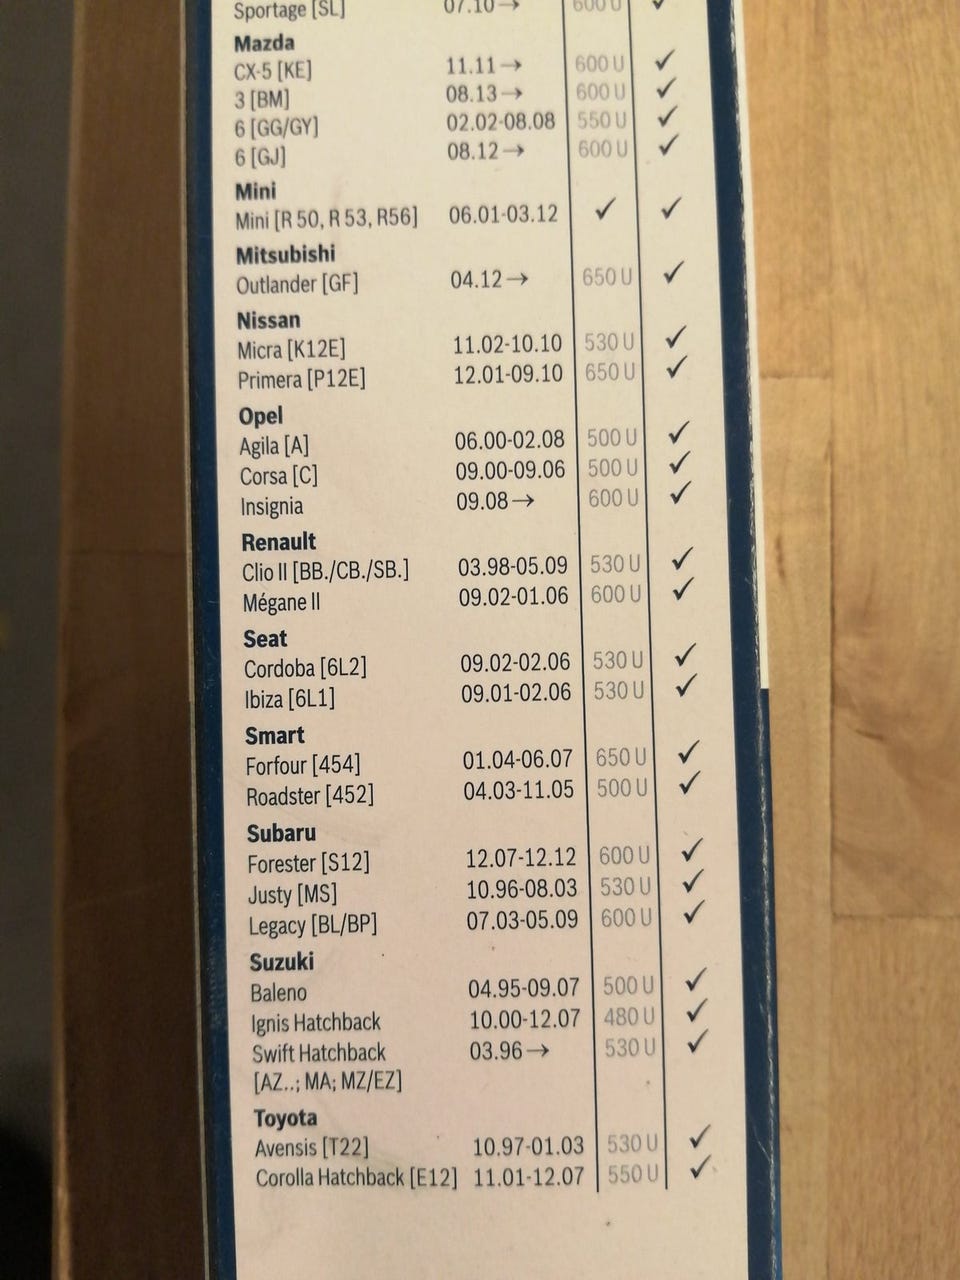 Sportage [SL] 07.10→ 600 U ✓
Mazda
CX-5 [KE] 11.11→ 600 U ✓
3 [BM] 08.13→ 600 U ✓
6 [GG/GY] 02.02-08.08 550 U ✓
6 [GJ] 08.12→ 600 U ✓
Mini
Mini [R 50, R 53, R56] 06.01-03.12 ✓ ✓
Mitsubishi
Outlander [GF] 04.12→ 650 U ✓
Nissan
Micra [K12E] 11.02-10.10 530 U ✓
Primera [P12E] 12.01-09.10 650 U ✓
Opel
Agila [A] 06.00-02.08 500 U ✓
Corsa [C] 09.00-09.06 500 U ✓
Insignia 09.08→ 600 U ✓
Renault
Clio II [BB./CB./SB.] 03.98-05.09 530 U ✓
Mégane II 09.02-01.06 600 U ✓
Seat
Cordoba [6L2] 09.02-02.06 530 U ✓
Ibiza [6L1] 09.01-02.06 530 U ✓
Smart
Forfour [454] 01.04-06.07 650 U ✓
Roadster [452] 04.03-11.05 500 U ✓
Subaru
Forester [S12] 12.07-12.12 600 U ✓
Justy [MS] 10.96-08.03 530 U ✓
Legacy [BL/BP] 07.03-05.09 600 U ✓
Suzuki
Baleno 04.95-09.07 500 U ✓
Ignis Hatchback 10.00-12.07 480 U ✓
Swift Hatchback 03.96→ 530 U ✓
[AZ..; MA; MZ/EZ]
Toyota
Avensis [T22] 10.97-01.03 530 U ✓
Corolla Hatchback [E12] 11.01-12.07 550 U ✓